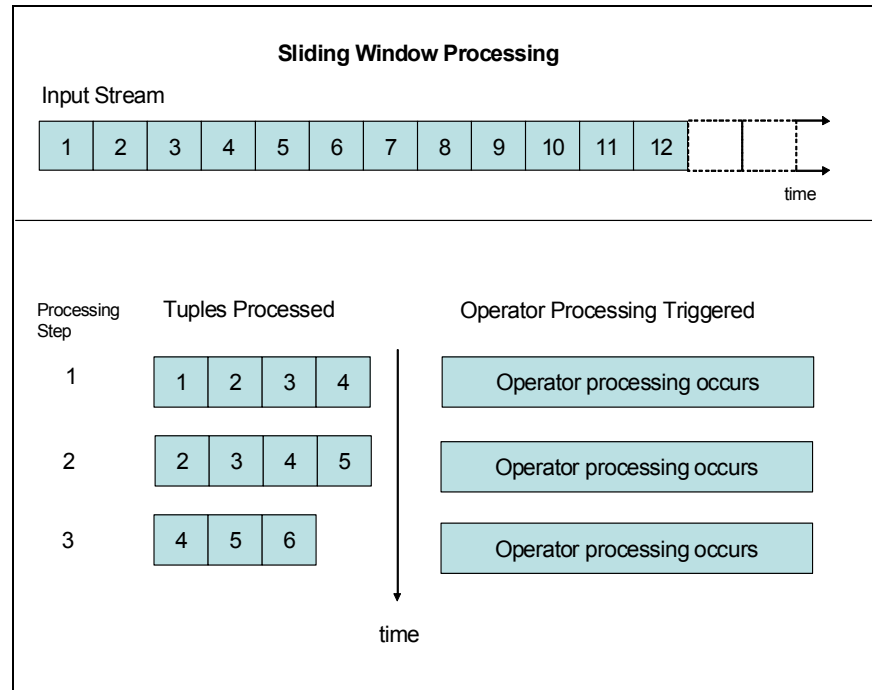 Sliding Window Processing
Input Stream
1 2 3 4 5 6 7 8 9 10 11 12
time
Processing Step
Tuples Processed
Operator Processing Triggered
1
1 2 3 4
Operator processing occurs
2
2 3 4 5
Operator processing occurs
3
4 5 6
Operator processing occurs
time